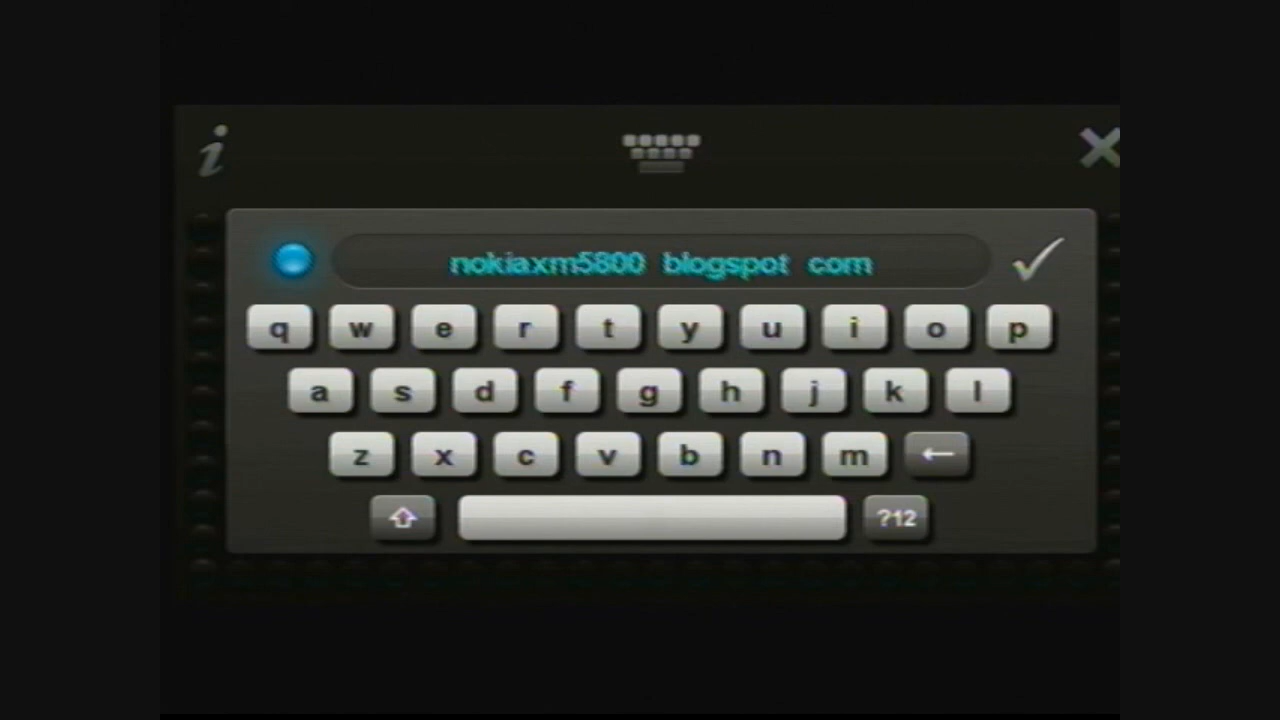 i
nokiaxm5800 blogspot com
q w e r t y u i o p
a s d f g h j k l
z x c v b n m ←
?12